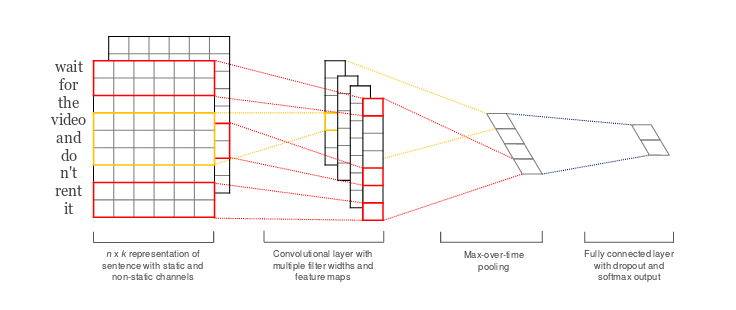 wait
for
the
video
and
do
n't
rent
it
n x k representation of
sentence with static and
non-static channels
Convolutional layer with
multiple filter widths and
feature maps
Max-over-time
pooling
Fully connected layer
with dropout and
softmax output